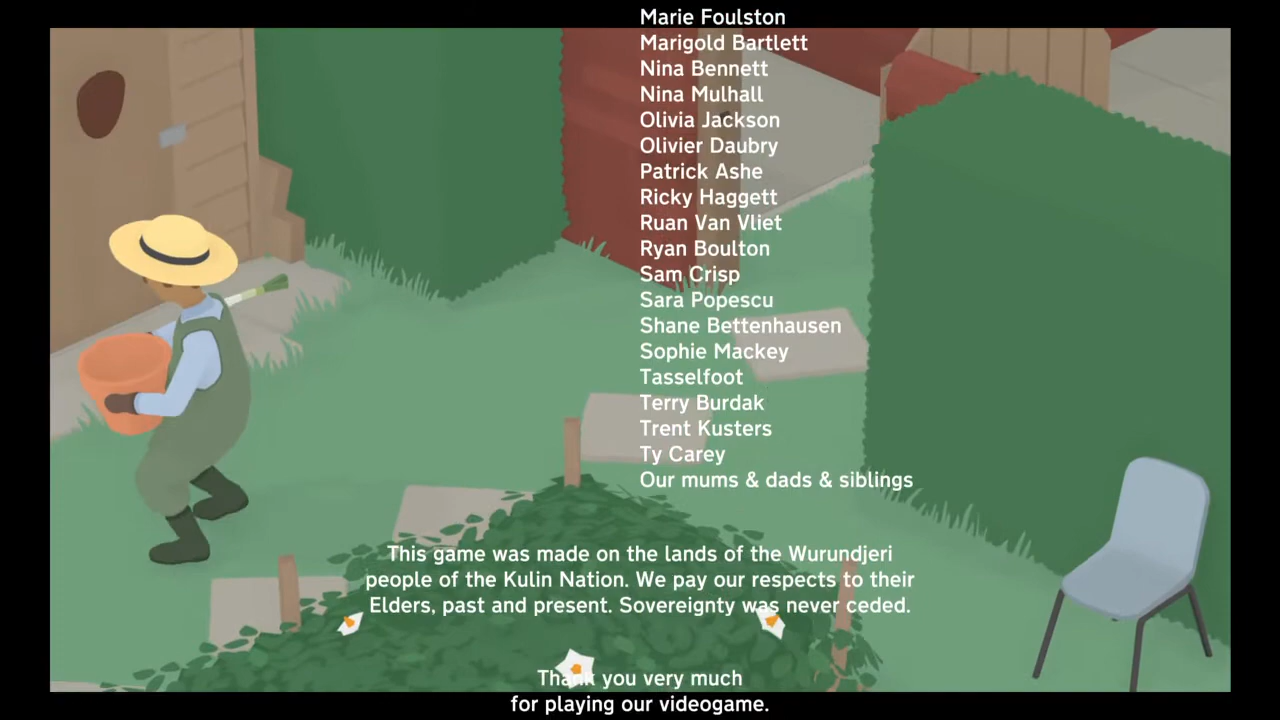 Marie Foulston
Marigold Bartlett
Nina Bennett
Nina Mulhall
Olivia Jackson
Olivier Daubry
Patrick Ashe
Ricky Haggett
Ruan Van Vliet
Ryan Boulton
Sam Crisp
Sara Popescu
Shane Bettenhausen
Sophie Mackey
Tasselfoot
Terry Burdak
Trent Kusters
Ty Carey
Our mums & dads & siblings
This game was made on the lands of the Wurundjeri
people of the Kulin Nation. We pay our respects to their
Elders, past and present. Sovereignty was never ceded.
Thank you very much
for playing our videogame.